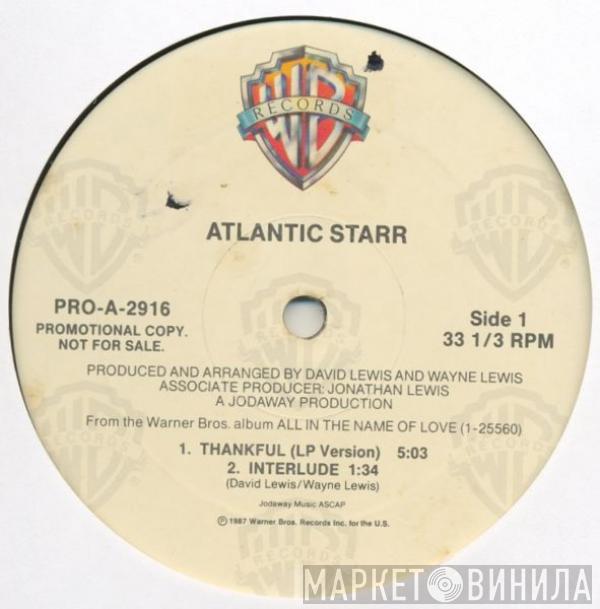 WB
RECORDS
ATLANTIC STARR
PRO-A-2916
PROMOTIONAL COPY.
NOT FOR SALE.
Side 1
33 1/3 RPM
PRODUCED AND ARRANGED BY DAVID LEWIS AND WAYNE LEWIS
ASSOCIATE PRODUCER: JONATHAN LEWIS
A JODAWAY PRODUCTION
From the Warner Bros. album ALL IN THE NAME OF LOVE (1-25560)
1. THANKFUL (LP Version) 5:03
2. INTERLUDE 1:34
(David Lewis/Wayne Lewis)
Jodaway Music ASCAP
℗ 1987 Warner Bros. Records Inc. for the U.S.
МАРКЕТ ВИНИЛА